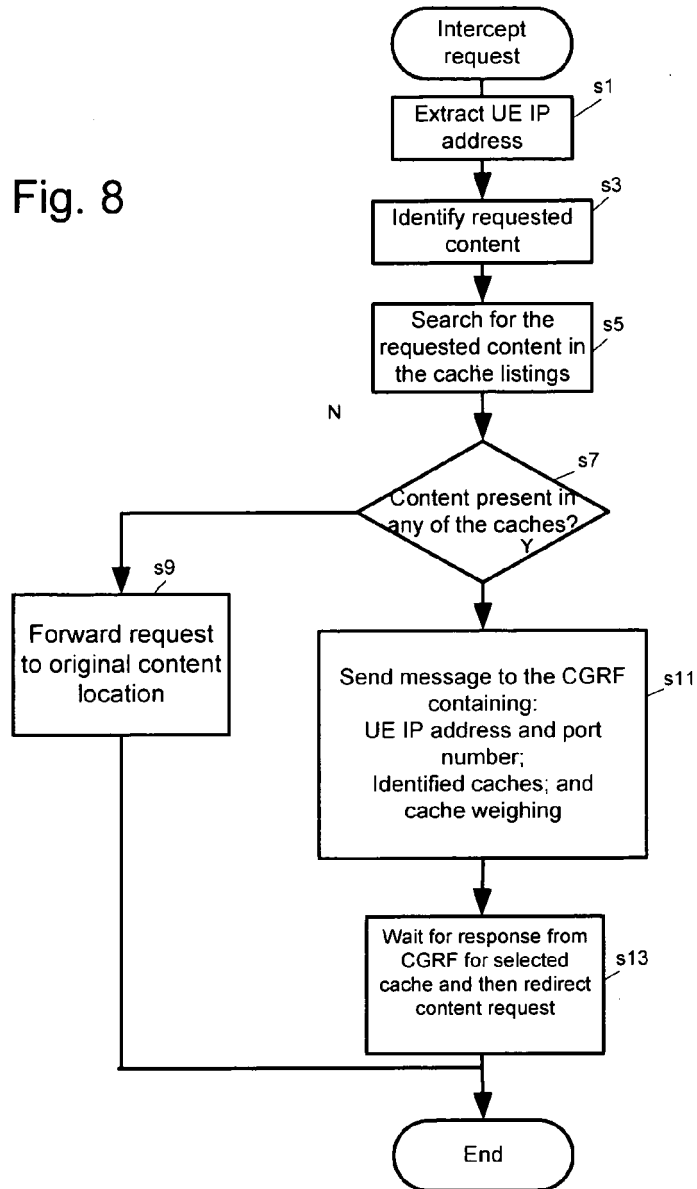 Fig. 8
Intercept
request
s1
Extract UE IP
address
s3
Identify requested
content
s5
Search for the
requested content in
the cache listings
N
s7
Content present in
any of the caches?
Y
s9
Forward request
to original content
location
s11
Send message to the CGRF
containing:
UE IP address and port
number;
Identified caches; and
cache weighing
s13
Wait for response from
CGRF for selected
cache and then redirect
content request
End